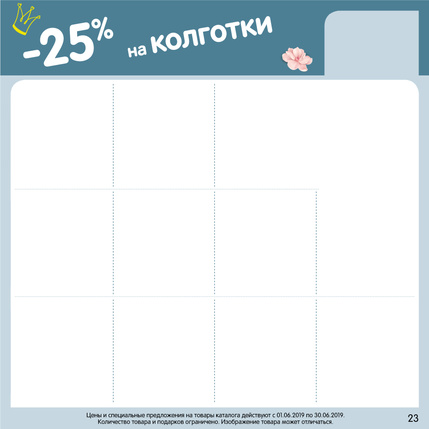 -25% на КОЛГОТКИ
Цены и специальные предложения на товары каталога действуют с 01.06.2019 по 30.06.2019.
Количество товара и подарков ограничено. Изображение товара может отличаться.
23